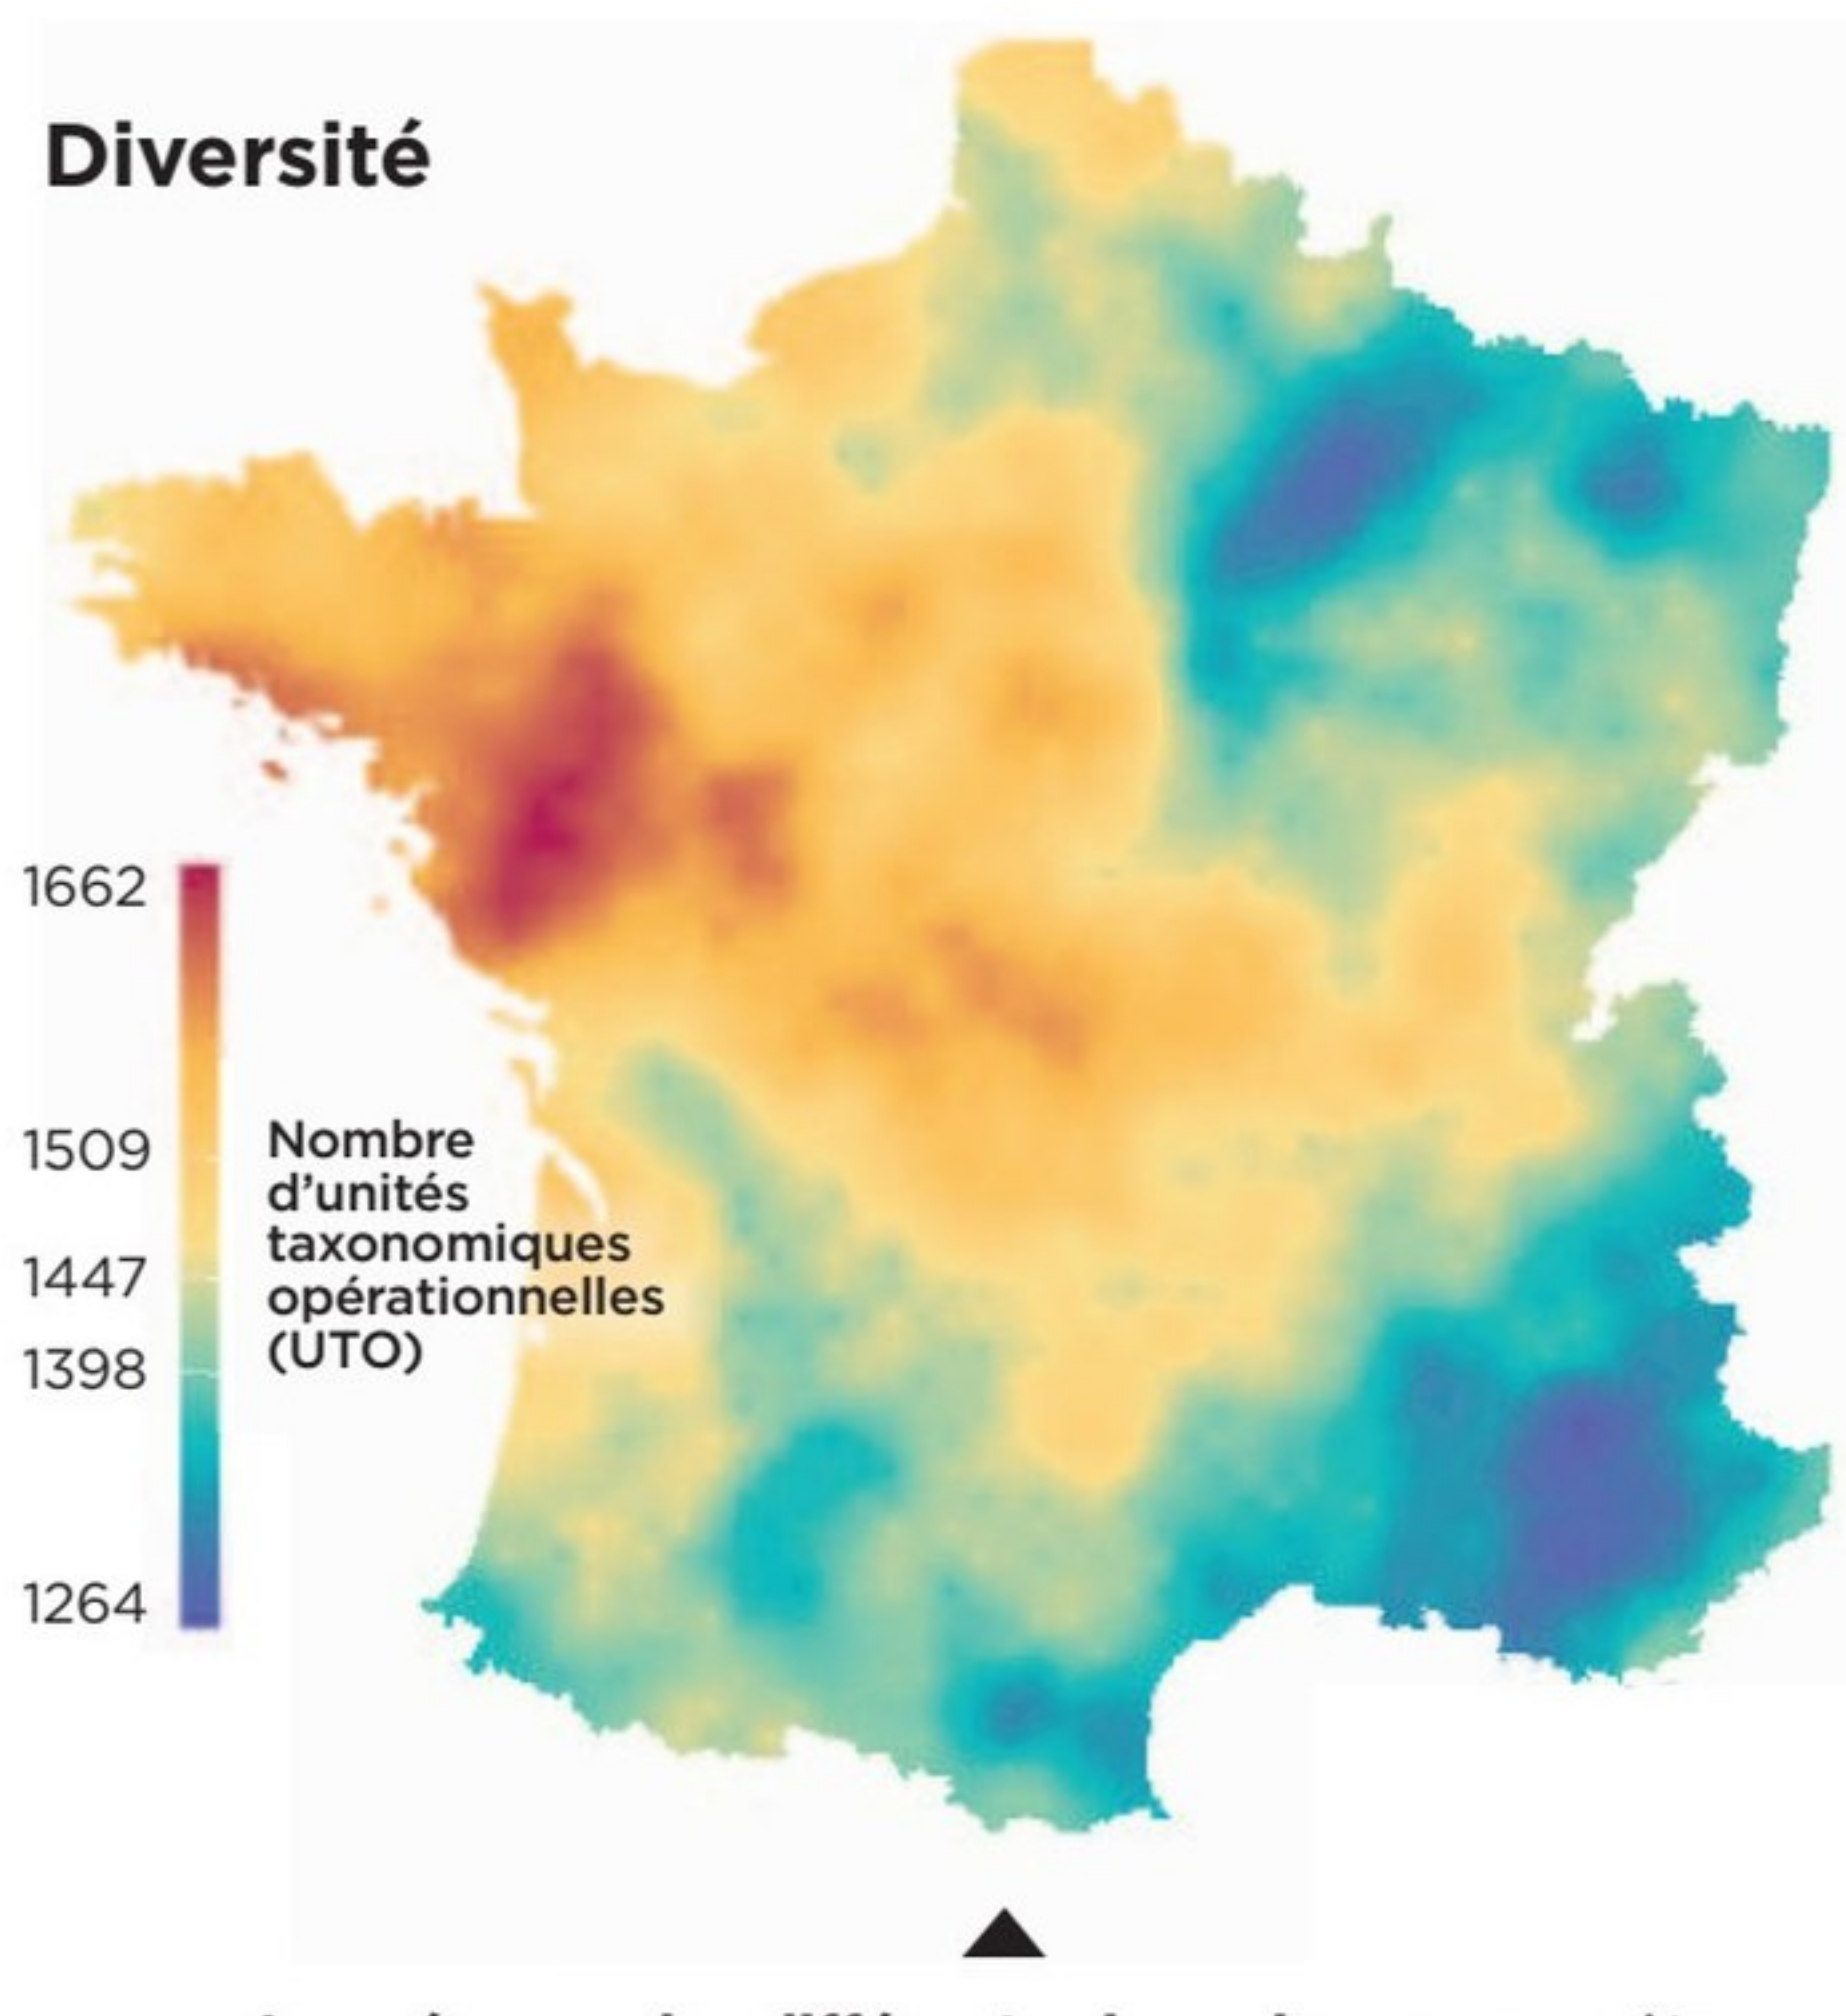 Diversité
1662
1509
1447
1398
1264
Nombre
d'unités
taxonomiques
opérationnelles
(UTO)